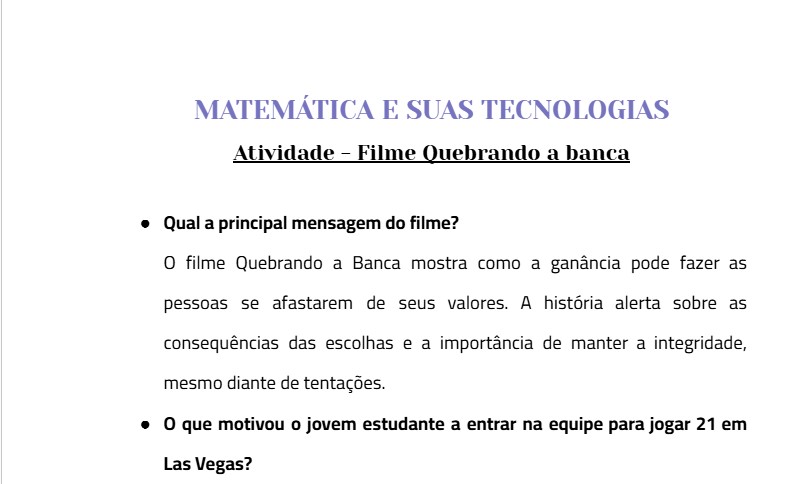 MATEMÁTICA E SUAS TECNOLOGIAS
Atividade – Filme Quebrando a banca
● Qual a principal mensagem do filme?
O filme Quebrando a Banca mostra como a ganância pode fazer as
pessoas se afastarem de seus valores. A história alerta sobre as
consequências das escolhas e a importância de manter a integridade,
mesmo diante de tentações.
● O que motivou o jovem estudante a entrar na equipe para jogar 21 em
Las Vegas?